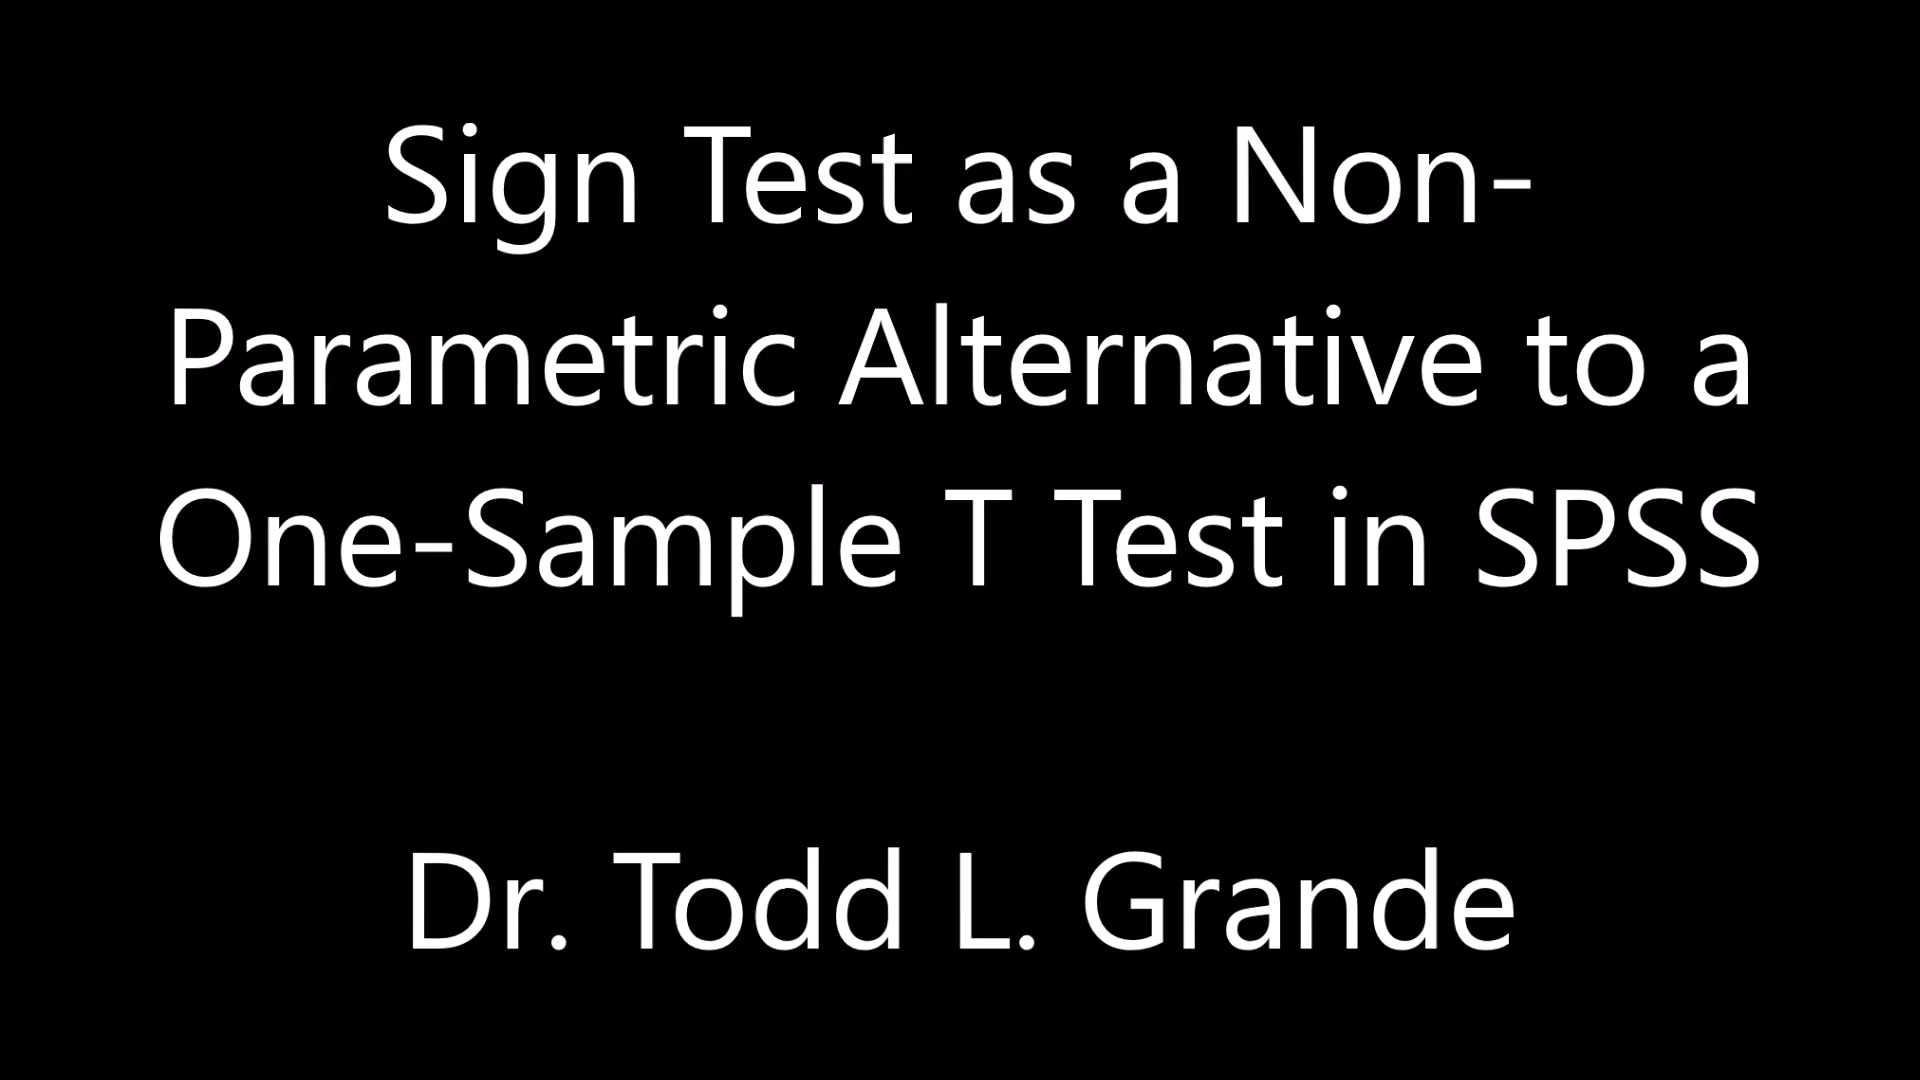 Sign Test as a Non-
Parametric Alternative to a
One-Sample T Test in SPSS
Dr. Todd L. Grande